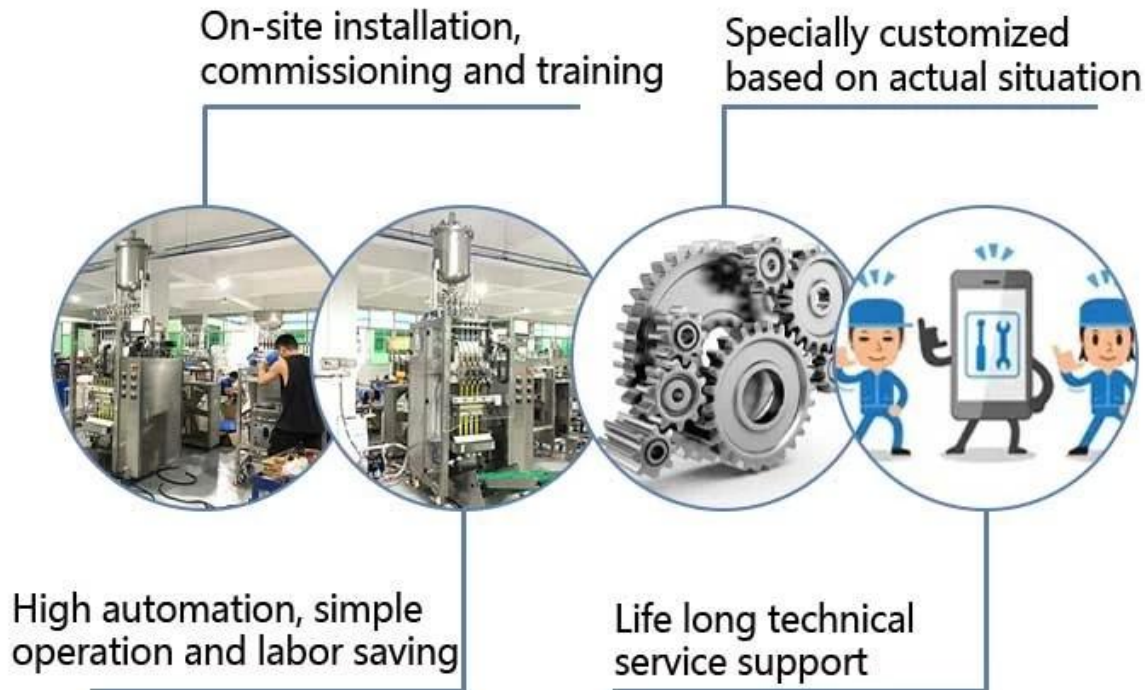 On-site installation,
commissioning and training
Specially customized
based on actual situation
High automation, simple
operation and labor saving
Life long technical
service support